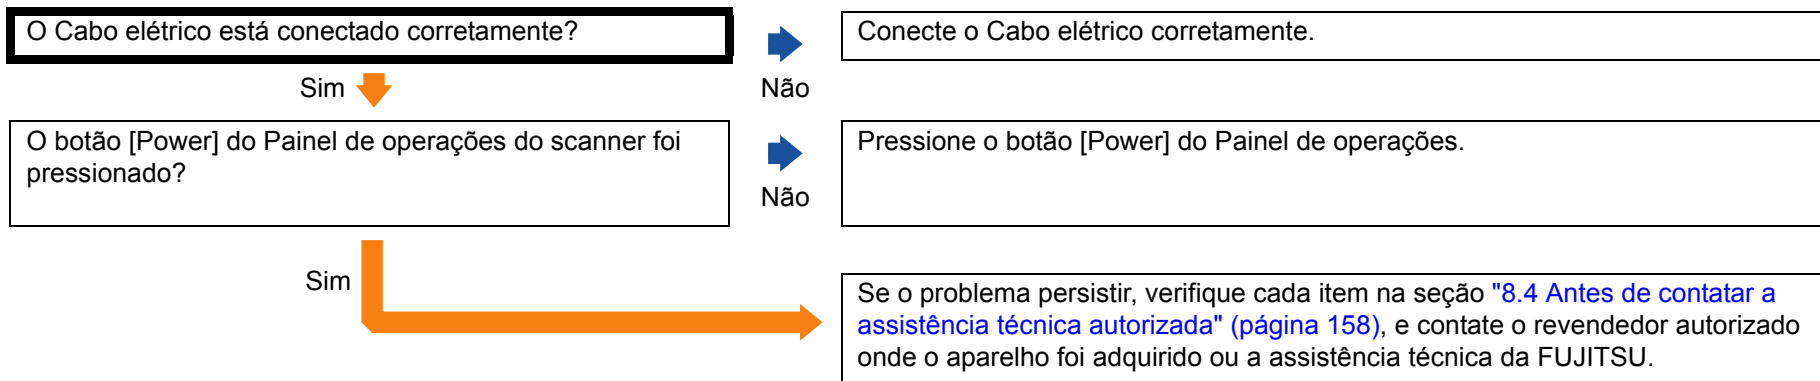 O Cabo elétrico está conectado corretamente?
Conecte o Cabo elétrico corretamente.
Sim
Não
O botão [Power] do Painel de operações do scanner foi
pressionado?
Pressione o botão [Power] do Painel de operações.
Não
Sim
Se o problema persistir, verifique cada item na seção "8.4 Antes de contatar a
assistência técnica autorizada" (página 158), e contate o revendedor autorizado
onde o aparelho foi adquirido ou a assistência técnica da FUJITSU.